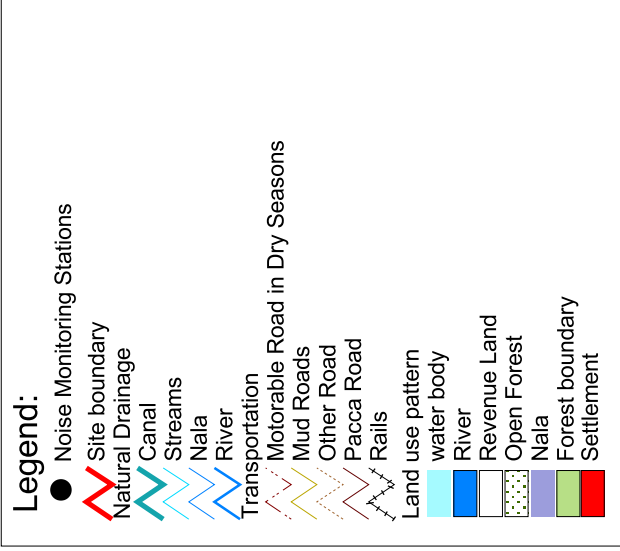 Legend:
Noise Monitoring Stations
Site boundary
Natural Drainage
Canal
Streams
Nala
River
Transportation
Motorable Road in Dry Seasons
Mud Roads
Other Road
Pacca Road
Rails
Land use pattern
water body
River
Revenue Land
Open Forest
Nala
Forest boundary
Settlement